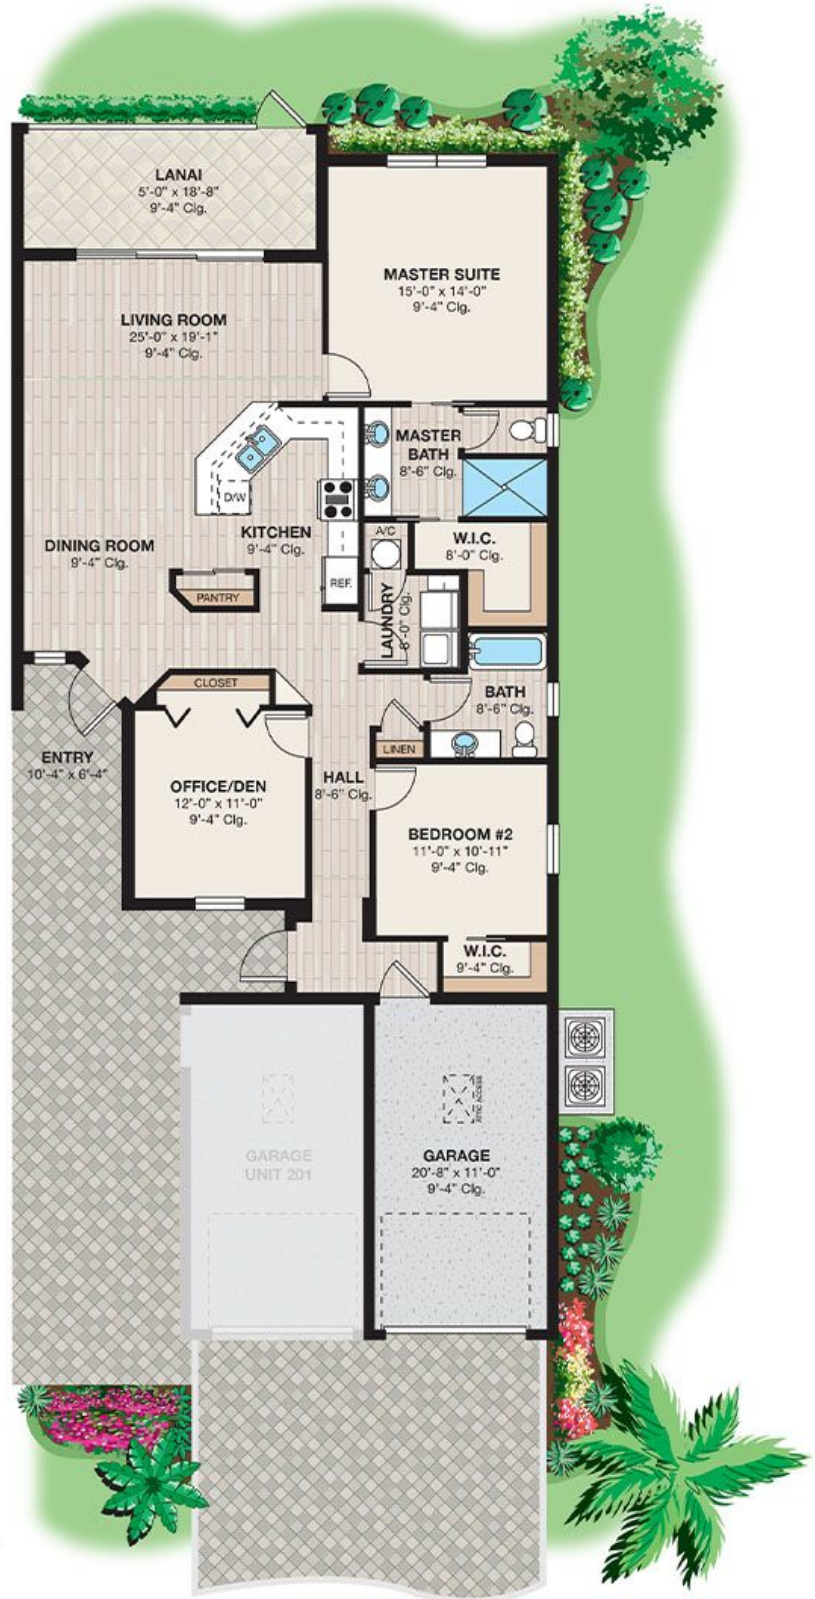 LANAI
5'-0" x 18'-8"
9'-4" Clg.
MASTER SUITE
15'-0" x 14'-0"
9'-4" Clg.
LIVING ROOM
25'-0" x 19'-1"
9'-4" Clg.
MASTER
BATH
8'-6" Clg.
D/W
KITCHEN
9'-4" Clg.
A/C
W.I.C.
8'-0" Clg.
DINING ROOM
9'-4" Clg.
REF.
PANTRY
LAUNDRY
8'-0" Clg.
CLOSET
BATH
8'-6" Clg.
LINEN
ENTRY
10'-4" x 6'-4"
OFFICE/DEN
12'-0" x 11'-0"
9'-4" Clg.
HALL
8'-6" Clg.
BEDROOM #2
11'-0" x 10'-11"
9'-4" Clg.
W.I.C.
9'-4" Clg.
ATTIC ACCESS
GARAGE
UNIT 201
GARAGE
20'-8" x 11'-0"
9'-4" Clg.